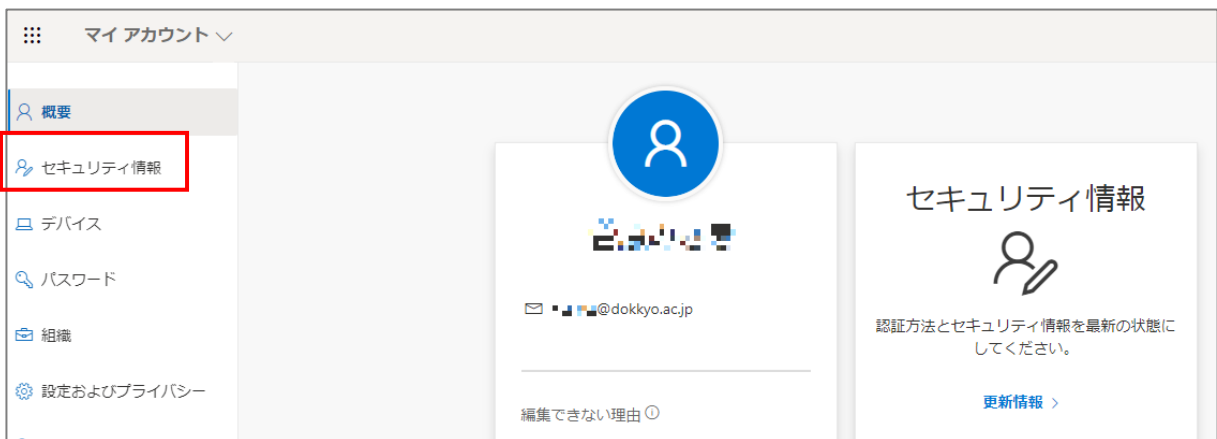 マイ アカウント
概要
セキュリティ情報
デバイス
パスワード
組織
設定およびプライバシー
@dokkyo.ac.jp
編集できない理由
セキュリティ情報
認証方法とセキュリティ情報を最新の状態に
してください。
更新情報